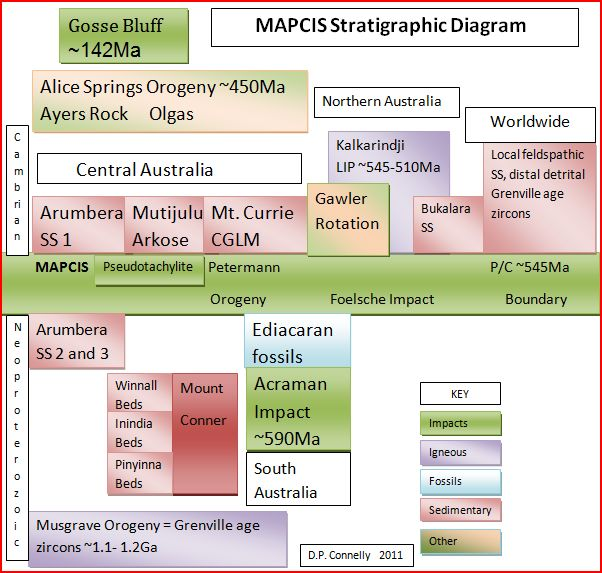 MAPCIS Stratigraphic Diagram
Gosse Bluff
~142Ma
Alice Springs Orogeny ~450Ma
Ayers Rock Olgas
Northern Australia
Worldwide
Cambrian
Central Australia
Kalkarindji
LIP ~545-510Ma
Local feldspathic
SS, distal detrital
Grenville age
zircons
Arumbera
SS 1
Mutijulu
Arkose
Mt. Currie
CGLM
Gawler
Rotation
Bukalara
SS
MAPCIS Pseudotachylite Petermann P/C ~545Ma
Orogeny Foelsche Impact Boundary
Neoproterozoic
Arumbera
SS 2 and 3
Ediacaran
fossils
Acraman
Impact
~590Ma
South
Australia
Winnall
Beds
Inindia
Beds
Pinyinna
Beds
Mount
Conner
KEY
Impacts
Igneous
Fossils
Sedimentary
Other
Musgrave Orogeny = Grenville age
zircons ~1.1- 1.2Ga
D.P. Connelly 2011